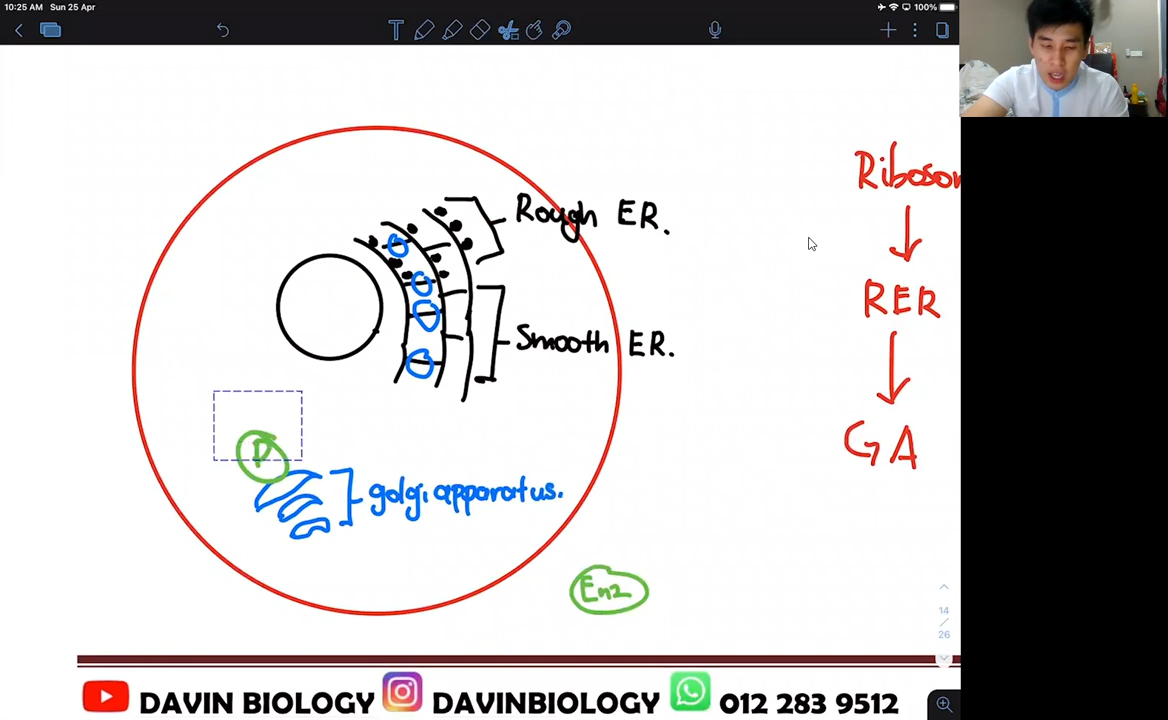 10:25 AM Sun 25 Apr
100%
Rough ER.
Smooth ER.
Riboson
RER
GA
P
golgi apparatus.
Enz
14
/
26
DAVIN BIOLOGY DAVINBIOLOGY 012 283 9512